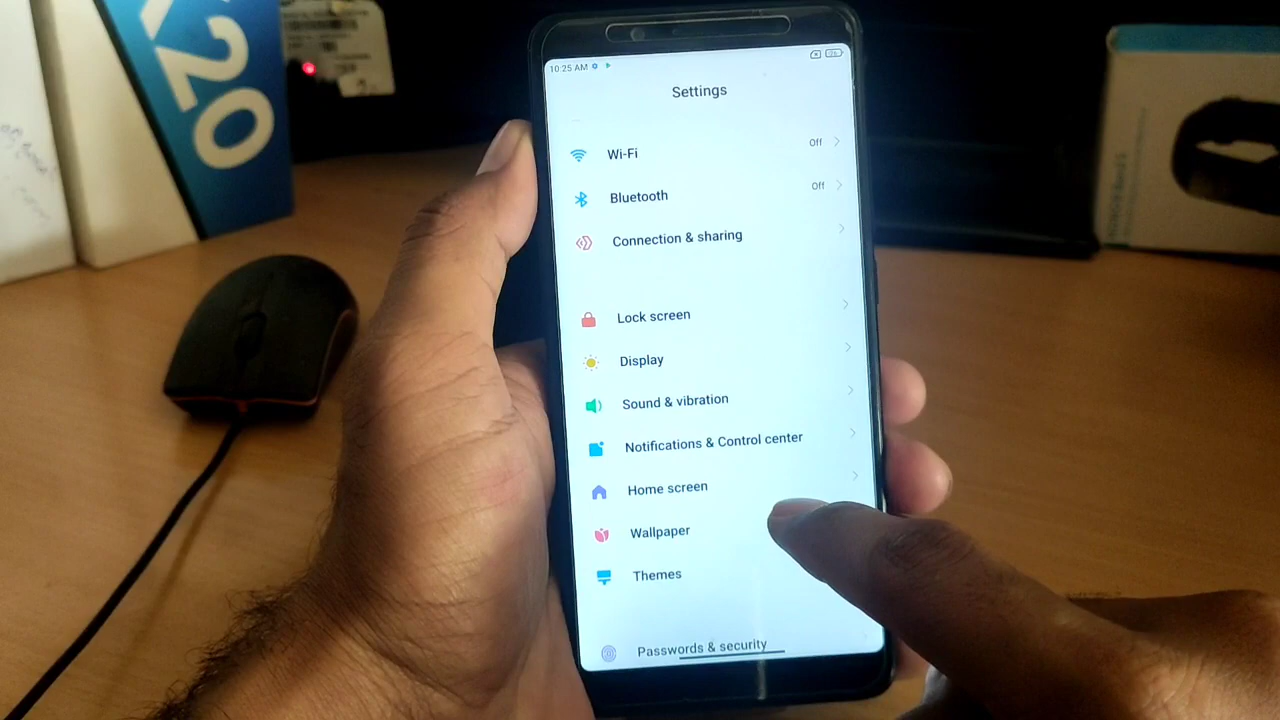 K20
10:25 AM
Settings
Wi-Fi Off
Bluetooth Off
Connection & sharing
Lock screen
Display
Sound & vibration
Notifications & Control center
Home screen
Wallpaper
Themes
Passwords & security